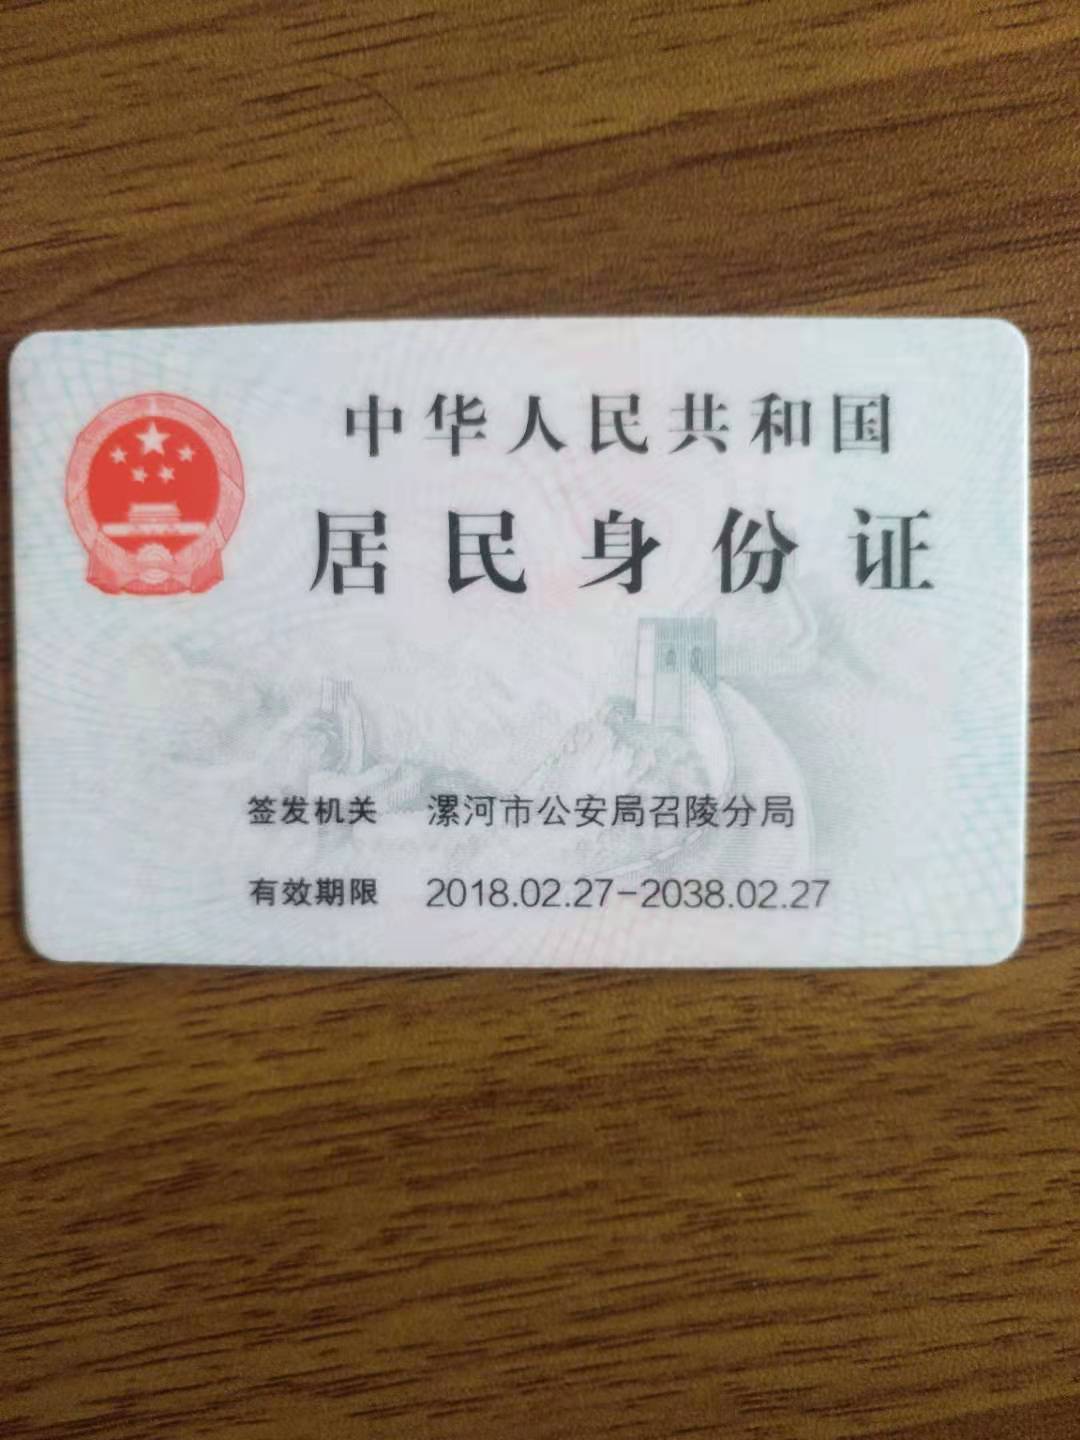 中华人民共和国
居民身份证
签发机关 漯河市公安局召陵分局
有效期限 2018.02.27-2038.02.27